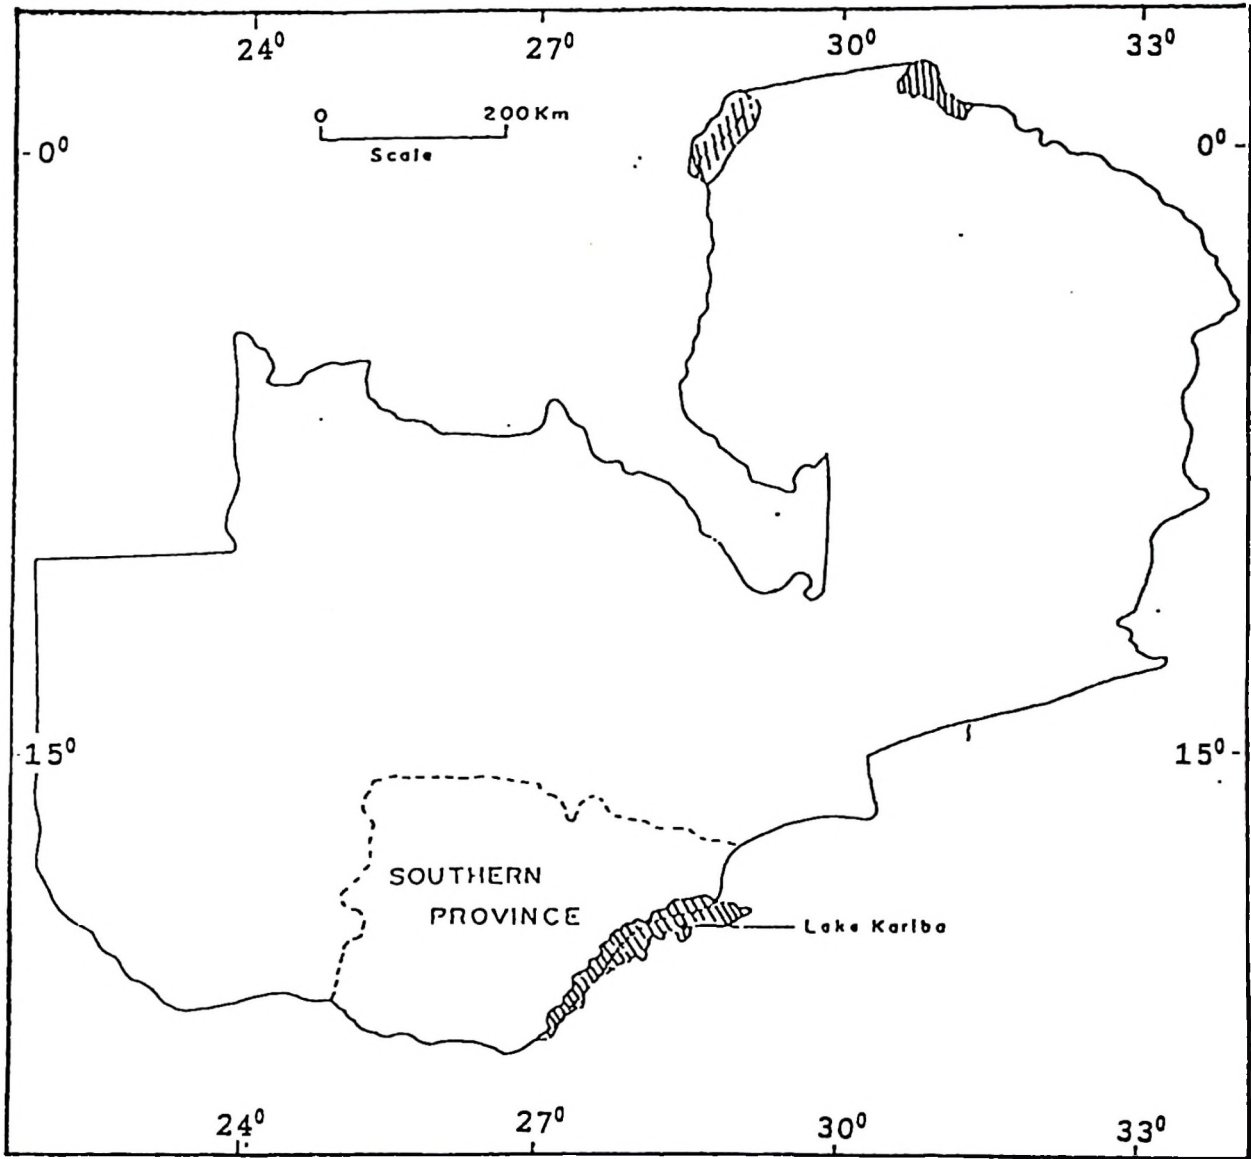 24⁰ 27⁰ 30⁰ 33⁰
0 200Km
Scale
0⁰ 0⁰
15⁰ 15⁰
SOUTHERN
PROVINCE
Lake Kariba
24⁰ 27⁰ 30⁰ 33⁰